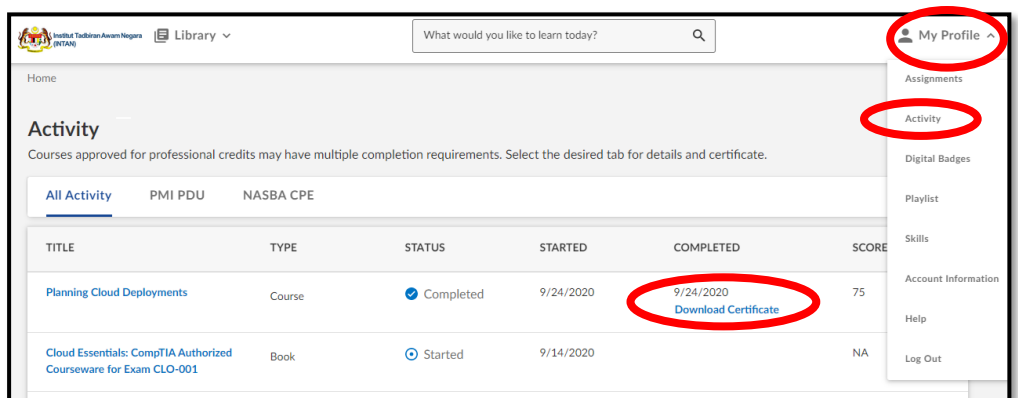 Institut Tadbiran Awam Negara
(INTAN)
Library
What would you like to learn today?
My Profile
Home
Assignments
Activity
Digital Badges
Playlist
Skills
Account Information
Help
Log Out
Activity
Courses approved for professional credits may have multiple completion requirements. Select the desired tab for details and certificate.
All Activity PMI PDU NASBA CPE
TITLE TYPE STATUS STARTED COMPLETED SCORE
Planning Cloud Deployments Course Completed 9/24/2020 9/24/2020 75
Download Certificate
Cloud Essentials: CompTIA Authorized Book Started 9/14/2020 NA
Courseware for Exam CLO-001